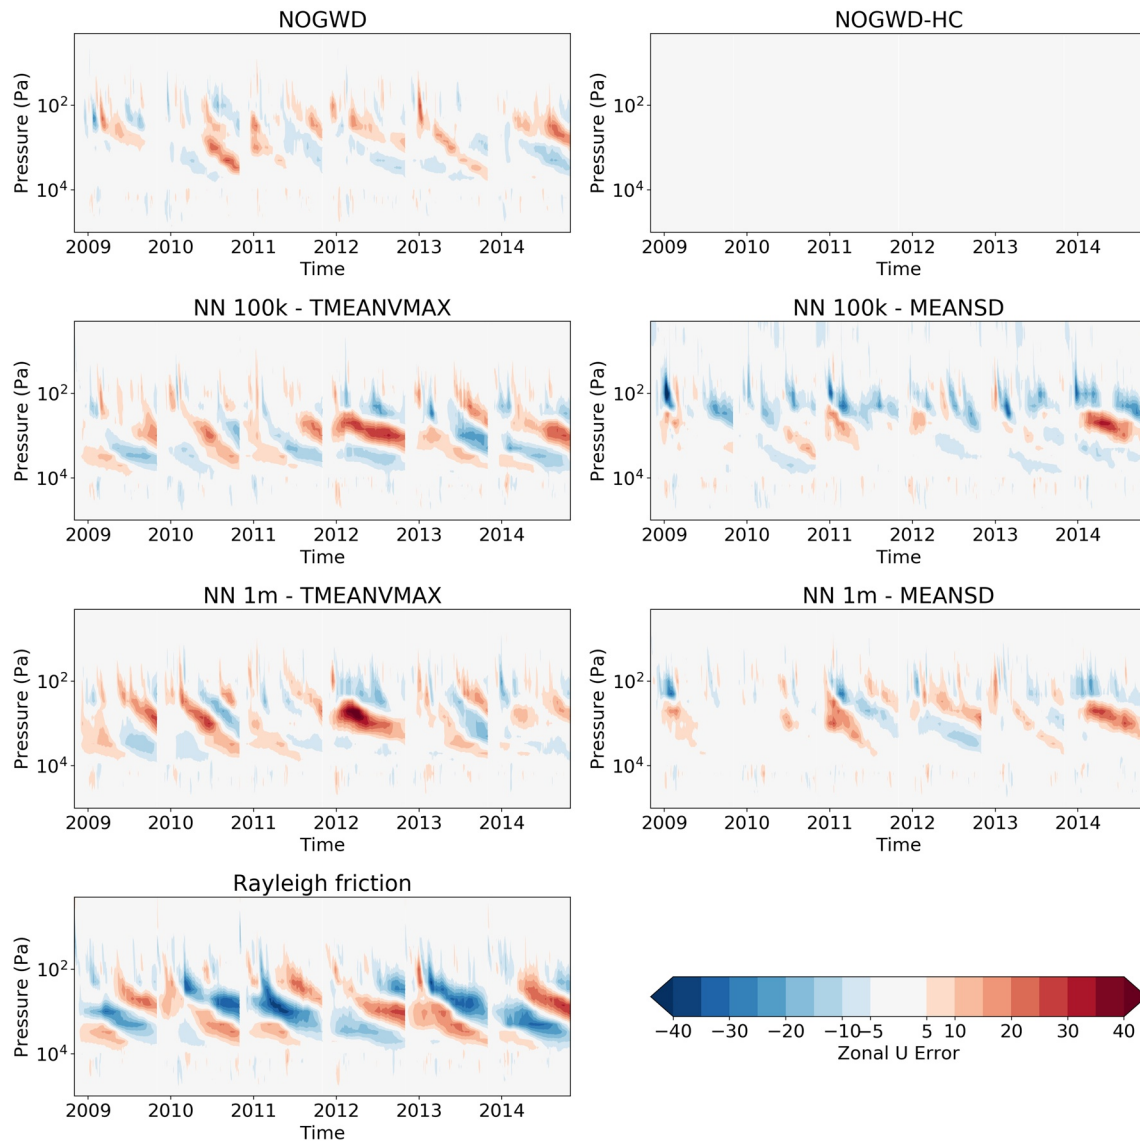 NOGWD
NOGWD-HC
Pressure (Pa)
10²
10⁴
Pressure (Pa)
10²
10⁴
2009 2010 2011 2012 2013 2014
Time
2009 2010 2011 2012 2013 2014
Time
NN 100k - TMEANVMAX
NN 100k - MEANSD
Pressure (Pa)
10²
10⁴
Pressure (Pa)
10²
10⁴
2009 2010 2011 2012 2013 2014
Time
2009 2010 2011 2012 2013 2014
Time
NN 1m - TMEANVMAX
NN 1m - MEANSD
Pressure (Pa)
10²
10⁴
Pressure (Pa)
10²
10⁴
2009 2010 2011 2012 2013 2014
Time
2009 2010 2011 2012 2013 2014
Time
Rayleigh friction
Pressure (Pa)
10²
10⁴
2009 2010 2011 2012 2013 2014
Time
−40 −30 −20 −10 −5 5 10 20 30 40
Zonal U Error